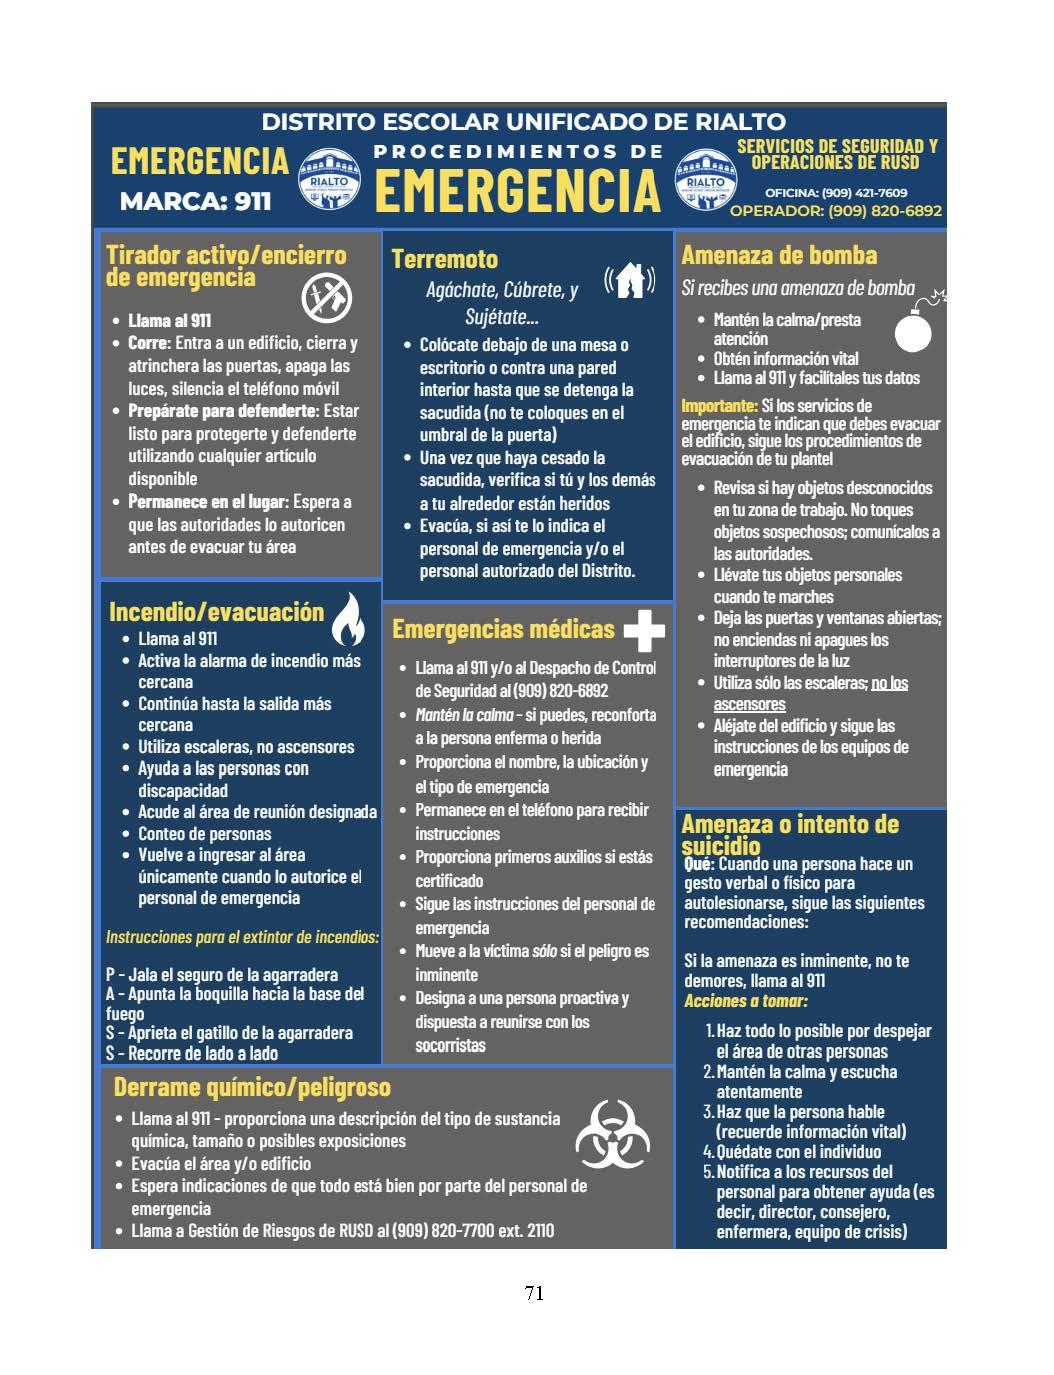 DISTRITO ESCOLAR UNIFICADO DE RIALTO
EMERGENCIA
MARCA: 911
RIALTO
PROCEDIMIENTOS DE
EMERGENCIA
RIALTO
SERVICIOS DE SEGURIDAD Y
OPERACIONES DE RUSD
OFICINA: (909) 421-7609
OPERADOR: (909) 820-6892
Tirador activo/encierro
de emergencia
• Llama al 911
• Corre: Entra a un edificio, cierra y
atrinchera las puertas, apaga las
luces, silencia el teléfono móvil
• Prepárate para defenderte: Estar
listo para protegerte y defenderte
utilizando cualquier artículo
disponible
• Permanece en el lugar: Espera a
que las autoridades lo autoricen
antes de evacuar tu área
Incendio/evacuación
• Llama al 911
• Activa la alarma de incendio más
cercana
• Continúa hasta la salida más
cercana
• Utiliza escaleras, no ascensores
• Ayuda a las personas con
discapacidad
• Acude al área de reunión designada
• Conteo de personas
• Vuelve a ingresar al área
únicamente cuando lo autorice el
personal de emergencia
Instrucciones para el extintor de incendios:
P - Jala el seguro de la agarradera
A - Apunta la boquilla hacia la base del
fuego
S - Aprieta el gatillo de la agarradera
S - Recorre de lado a lado
Terremoto
Agáchate, Cúbrete, y
Sujétate...
• Colócate debajo de una mesa o
escritorio o contra una pared
interior hasta que se detenga la
sacudida (no te coloques en el
umbral de la puerta)
• Una vez que haya cesado la
sacudida, verifica si tú y los demás
a tu alrededor están heridos
• Evacúa, si así te lo indica el
personal de emergencia y/o el
personal autorizado del Distrito.
Emergencias médicas
• Llama al 911 y/o al Despacho de Control
de Seguridad al (909) 820-6892
• Mantén la calma - si puedes, reconforta
a la persona enferma o herida
• Proporciona el nombre, la ubicación y
el tipo de emergencia
• Permanece en el teléfono para recibir
instrucciones
• Proporciona primeros auxilios si estás
certificado
• Sigue las instrucciones del personal de
emergencia
• Mueve a la víctima sólo si el peligro es
inminente
• Designa a una persona proactiva y
dispuesta a reunirse con los
socorristas
Derrame químico/peligroso
• Llama al 911 - proporciona una descripción del tipo de sustancia
química, tamaño o posibles exposiciones
• Evacúa el área y/o edificio
• Espera indicaciones de que todo está bien por parte del personal de
emergencia
• Llama a Gestión de Riesgos de RUSD al (909) 820-7700 ext. 2110
Amenaza de bomba
Si recibes una amenaza de bomba
• Mantén la calma/presta
atención
• Obtén información vital
• Llama al 911 y facilítales tus datos
Importante: Si los servicios de
emergencia te indican que debes evacuar
el edificio, sigue los procedimientos de
evacuación de tu plantel
• Revisa si hay objetos desconocidos
en tu zona de trabajo. No toques
objetos sospechosos; comunícalos a
las autoridades.
• Llévate tus objetos personales
cuando te marches
• Deja las puertas y ventanas abiertas;
no enciendas ni apagues los
interruptores de la luz
• Utiliza sólo las escaleras; no los
ascensores
• Aléjate del edificio y sigue las
instrucciones de los equipos de
emergencia
Amenaza o intento de
suicidio
Qué: Cuando una persona hace un
gesto verbal o físico para
autolesionarse, sigue las siguientes
recomendaciones:
Si la amenaza es inminente, no te
demores, llama al 911
Acciones a tomar:
1. Haz todo lo posible por despejar
el área de otras personas
2. Mantén la calma y escucha
atentamente
3. Haz que la persona hable
(recuerde información vital)
4. Quédate con el individuo
5. Notifica a los recursos del
personal para obtener ayuda (es
decir, director, consejero,
enfermera, equipo de crisis)
71